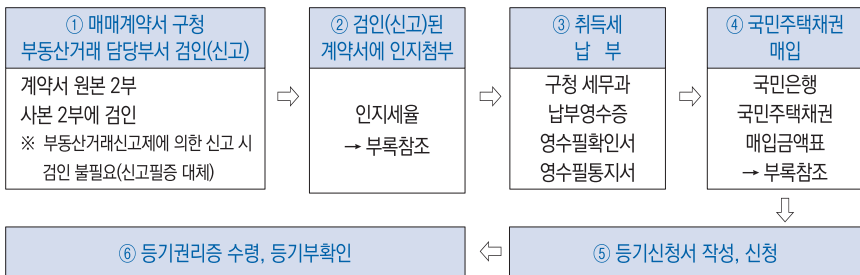 ① 매매계약서 구청
부동산거래 담당부서 검인(신고)
계약서 원본 2부
사본 2부에 검인
※ 부동산거래신고제에 의한 신고 시
검인 불필요(신고필증 대체)
② 검인(신고)된
계약서에 인지첨부
인지세율
→ 부록참조
③ 취득세
납 부
구청 세무과
납부영수증
영수필확인서
영수필통지서
④ 국민주택채권
매입
국민은행
국민주택채권
매입금액표
→ 부록참조
⑤ 등기신청서 작성, 신청
⑥ 등기권리증 수령, 등기부확인